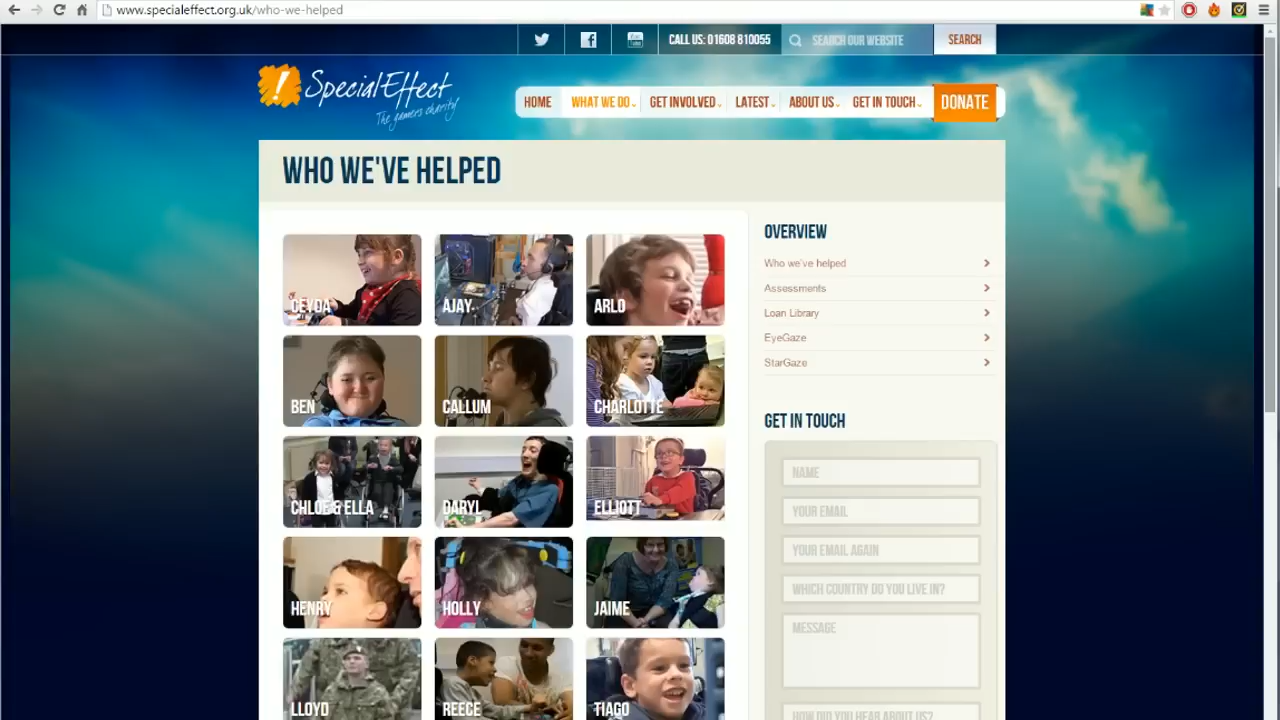 www.specialeffect.org.uk/who-we-helped
CALL US: 01608 810055
SEARCH OUR WEBSITE
SEARCH
! SpecialEffect
The gamers charity
HOME
WHAT WE DO
GET INVOLVED
LATEST
ABOUT US
GET IN TOUCH
DONATE
WHO WE'VE HELPED
CEYDA
AJAY
ARLO
BEN
CALLUM
CHARLOTTE
CHLOE & ELLA
DARYL
ELLIOTT
HENRY
HOLLY
JAIME
LLOYD
REECE
TIAGO
OVERVIEW
Who we've helped
Assessments
Loan Library
EyeGaze
StarGaze
GET IN TOUCH
NAME
YOUR EMAIL
YOUR EMAIL AGAIN
WHICH COUNTRY DO YOU LIVE IN?
MESSAGE
HOW DID YOU HEAR ABOUT US?